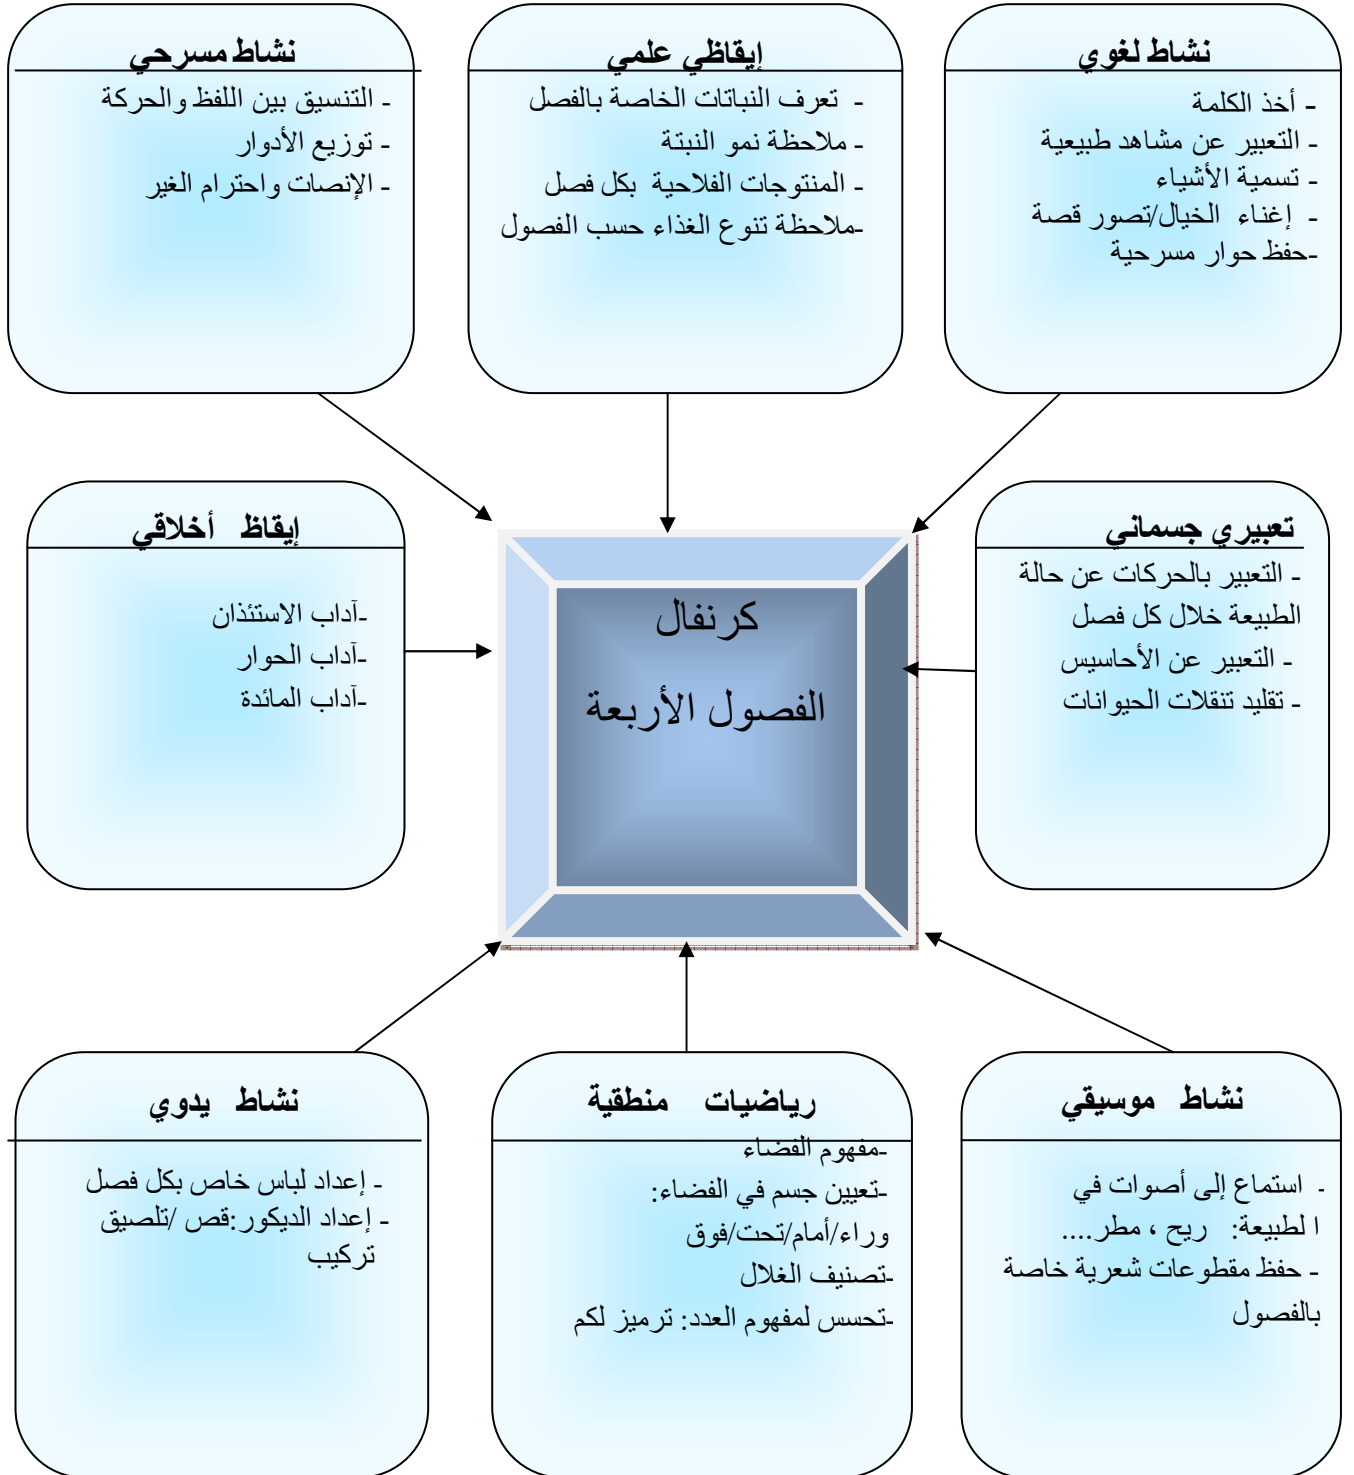 نشاط لغوي
- أخذ الكلمة
- التعبير عن مشاهد طبيعية
- تسمية الأشياء
- إغناء الخيال/تصور قصة
-حفظ حوار مسرحية
إيقاظي علمي
- تعرف النباتات الخاصة بالفصل
- ملاحظة نمو النبتة
- المنتوجات الفلاحية بكل فصل
-ملاحظة تنوع الغذاء حسب الفصول
نشاط مسرحي
- التنسيق بين اللفظ والحركة
- توزيع الأدوار
- الإنصات واحترام الغير
تعبيري جسماني
- التعبير بالحركات عن حالة
الطبيعة خلال كل فصل
- التعبير عن الأحاسيس
- تقليد تنقلات الحيوانات
كرنفال
الفصول الأربعة
إيقاظ أخلاقي
-آداب الاستئذان
-آداب الحوار
-آداب المائدة
نشاط موسيقي
- استماع إلى أصوات في
ا لطبيعة: ريح ، مطر....
- حفظ مقطوعات شعرية خاصة
بالفصول
رياضيات منطقية
-مفهوم الفضاء
-تعيين جسم في الفضاء:
وراء/أمام/تحت/فوق
-تصنيف الغلال
-تحسس لمفهوم العدد: ترميز لكم
نشاط يدوي
- إعداد لباس خاص بكل فصل
- إعداد الديكور:قص /تلصيق
تركيب